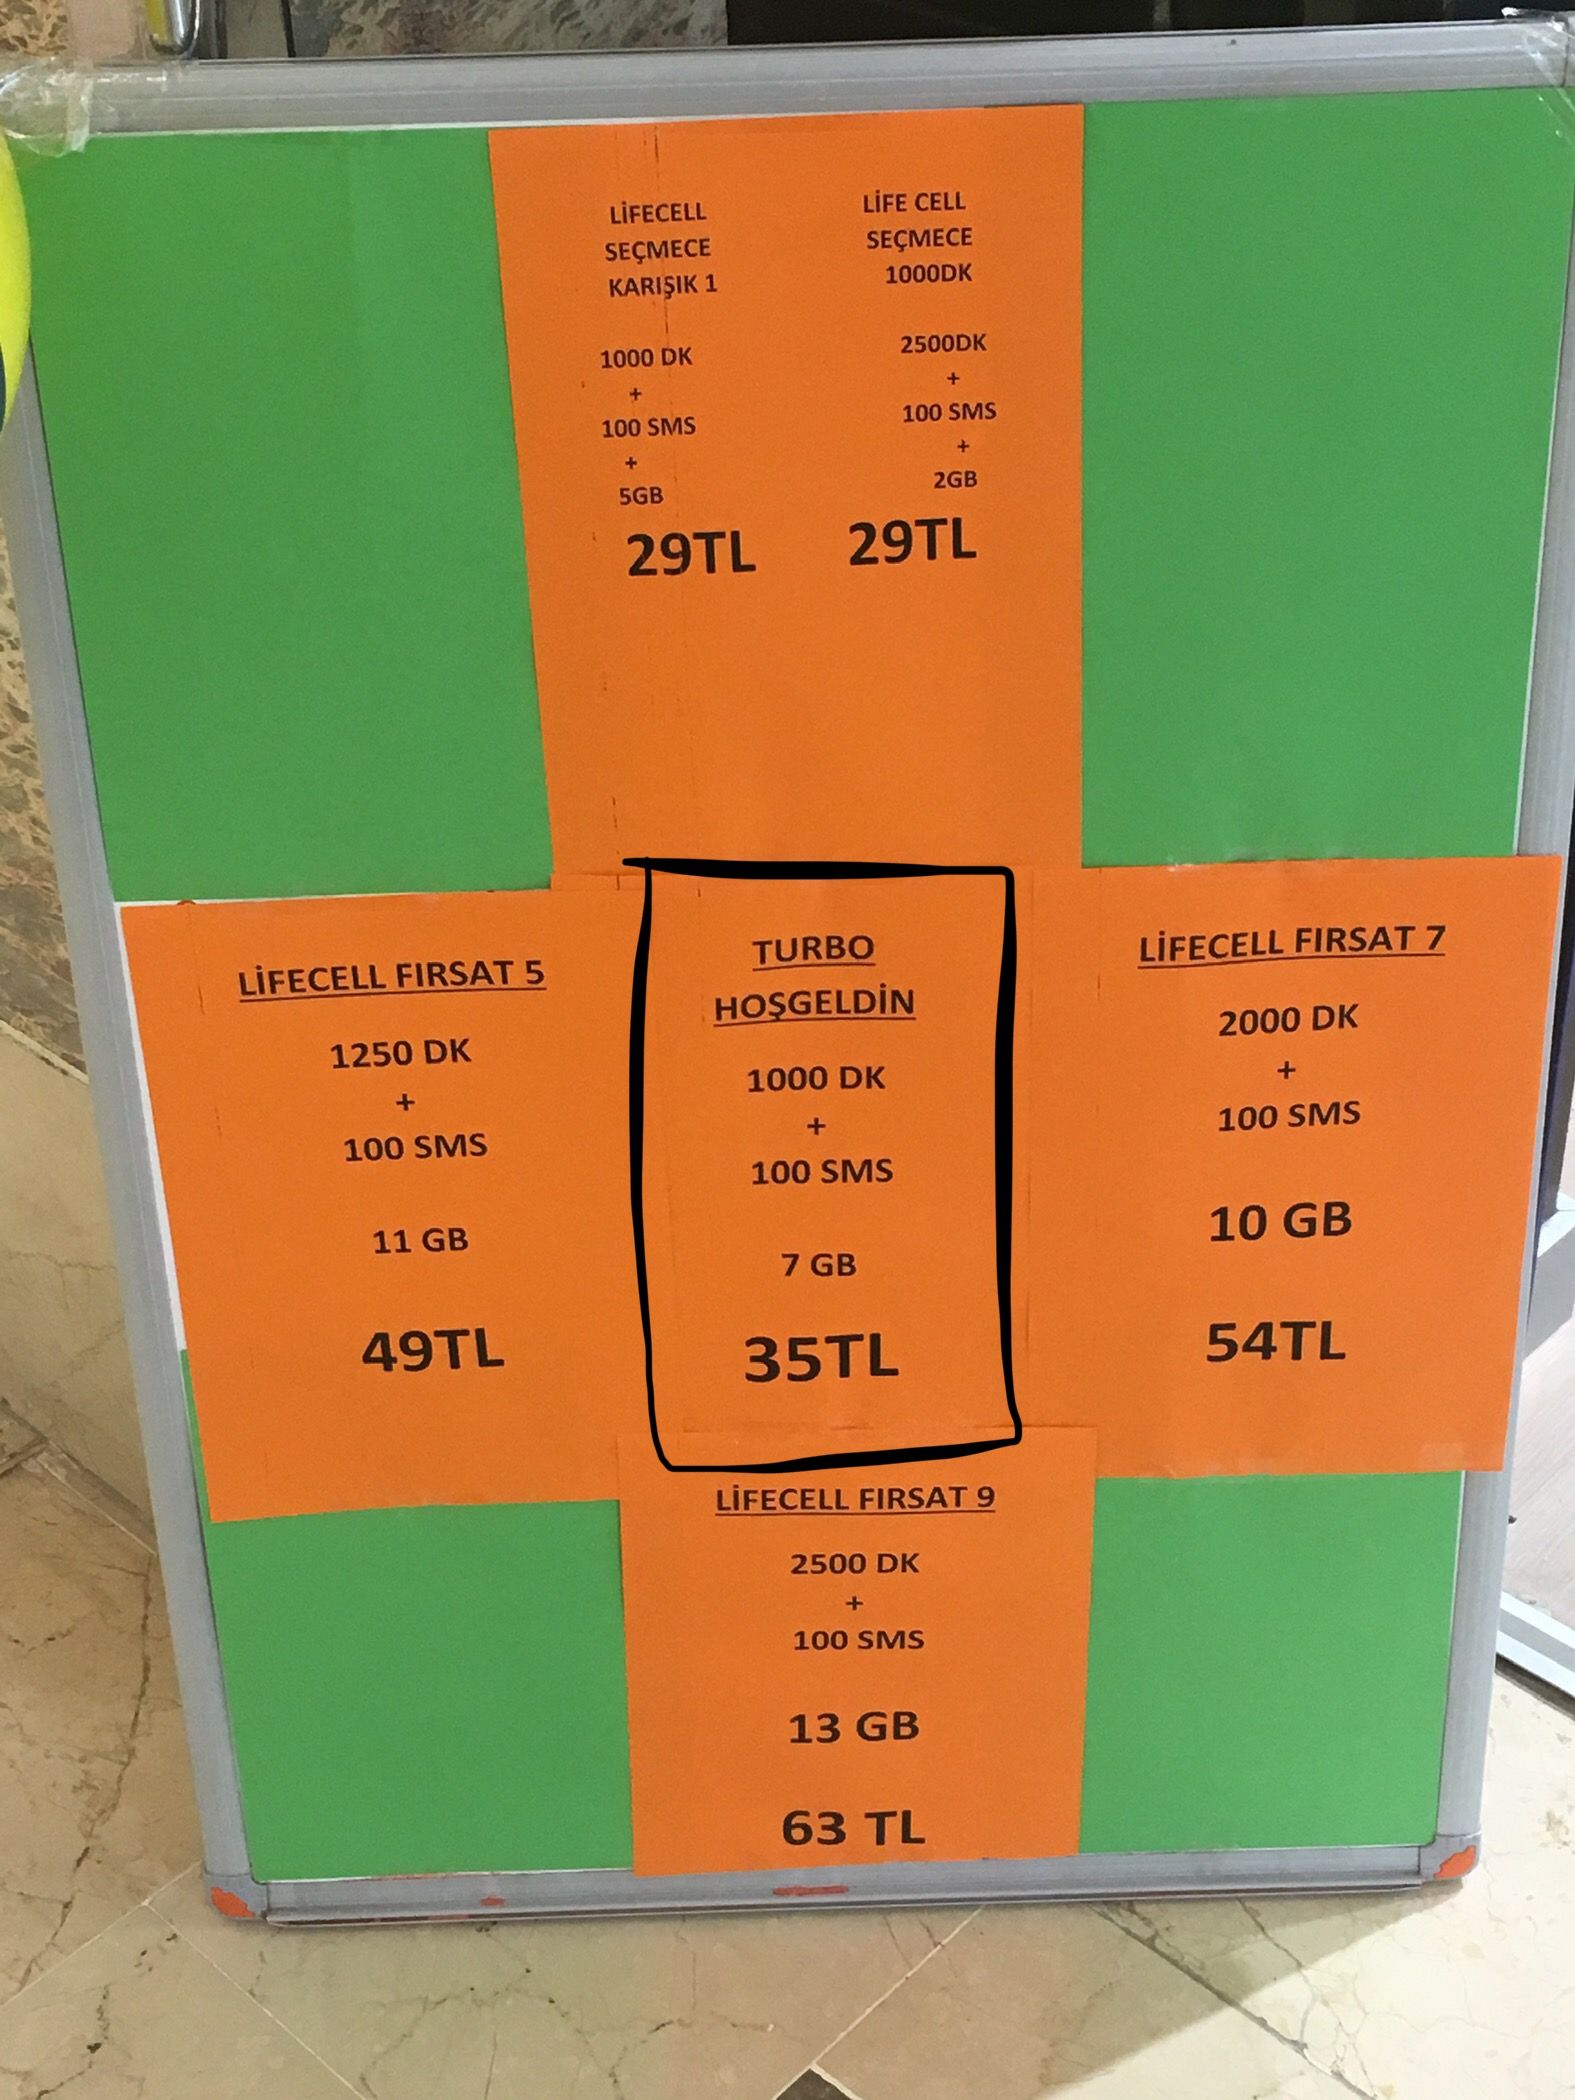 LİFECELL
SEÇMECE
KARIŞIK 1
1000 DK
+
100 SMS
+
5GB
29TL
LİFE CELL
SEÇMECE
1000DK
2500DK
+
100 SMS
+
2GB
29TL
LİFECELL FIRSAT 5
1250 DK
+
100 SMS
11 GB
49TL
TURBO
HOŞGELDİN
1000 DK
+
100 SMS
7 GB
35TL
LİFECELL FIRSAT 7
2000 DK
+
100 SMS
10 GB
54TL
LİFECELL FIRSAT 9
2500 DK
+
100 SMS
13 GB
63 TL